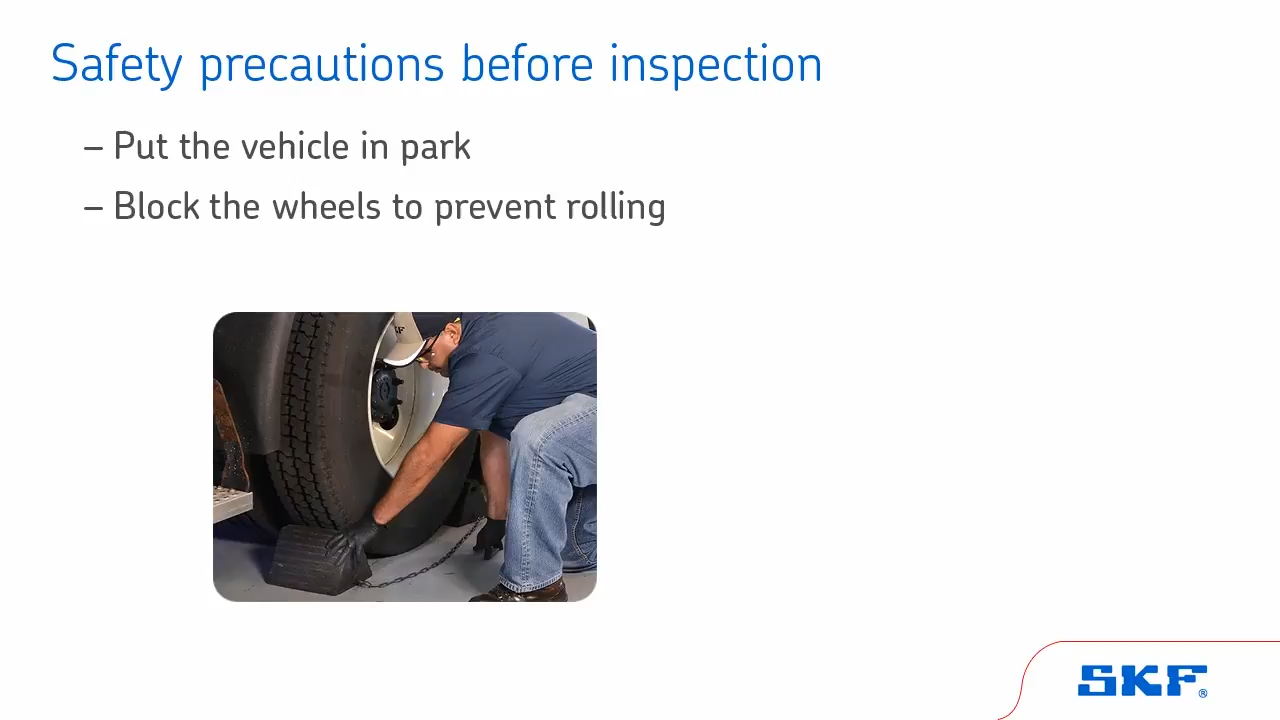 Safety precautions before inspection
– Put the vehicle in park
– Block the wheels to prevent rolling
SKF®